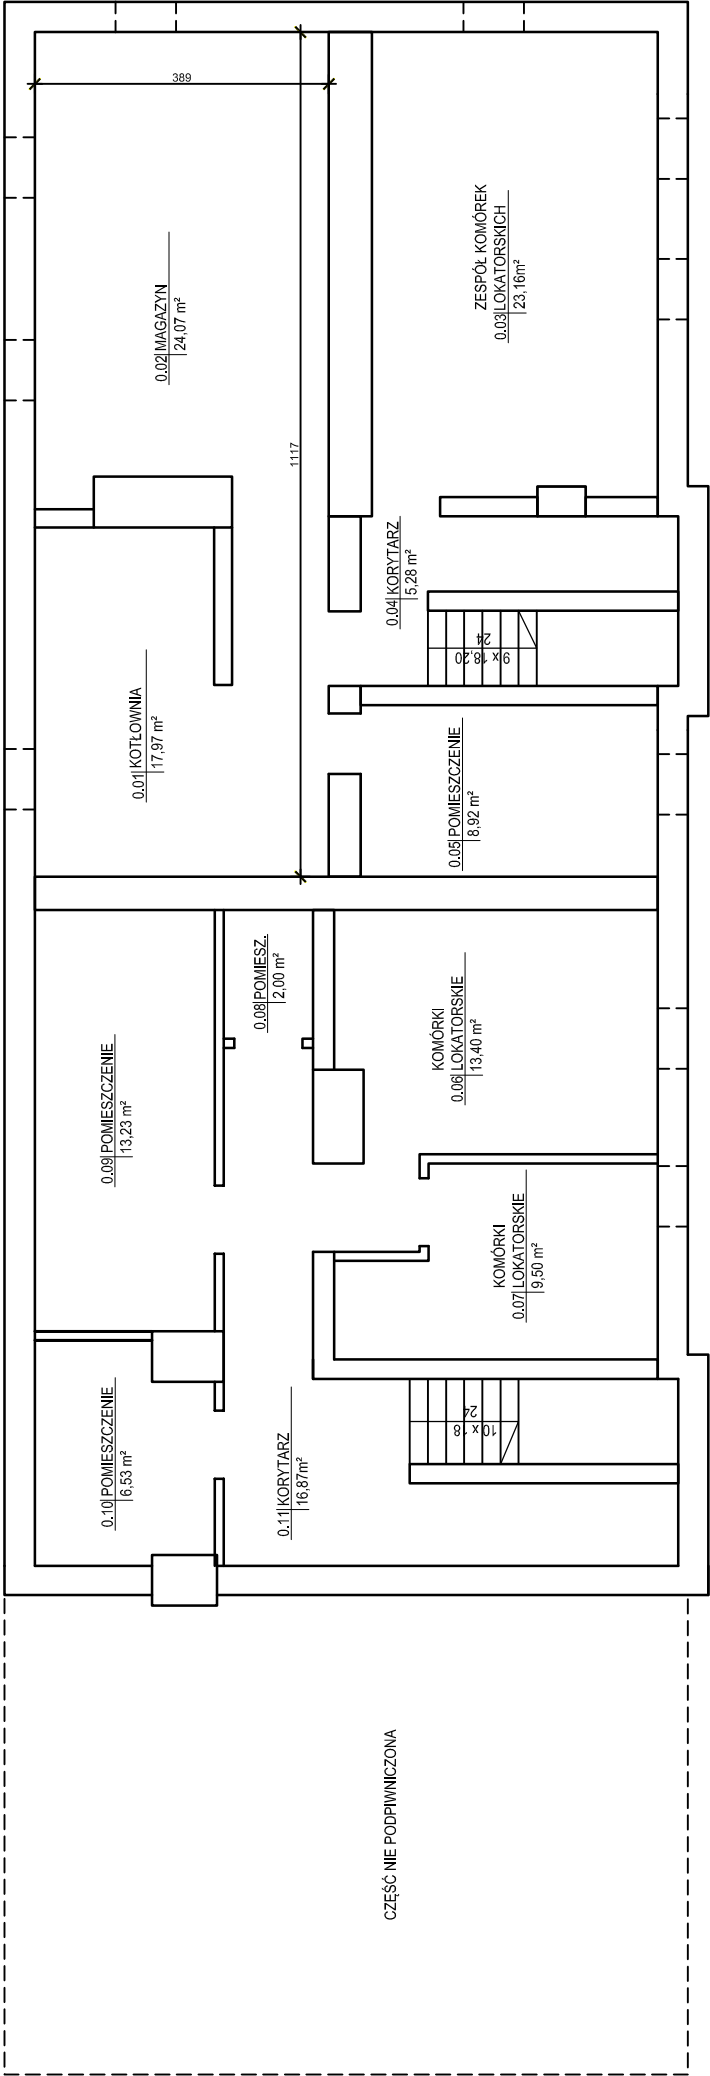 389
1117
0.02 MAGAZYN
24,07 m²
ZESPÓŁ KOMÓREK
0.03 LOKATORSKICH
23,16m²
0.01 KOTŁOWNIA
17,97 m²
0.04 KORYTARZ
5,28 m²
9 x 18,20
24
0.05 POMIESZCZENIE
8,92 m²
0.08 POMIESZ.
2,00 m²
0.09 POMIESZCZENIE
13,23 m²
KOMÓRKI
0.06 LOKATORSKIE
13,40 m²
KOMÓRKI
0.07 LOKATORSKIE
9,50 m²
0.10 POMIESZCZENIE
6,53 m²
0.11 KORYTARZ
16,87m²
10 x 18
24
CZĘŚĆ NIE PODPIWNICZONA